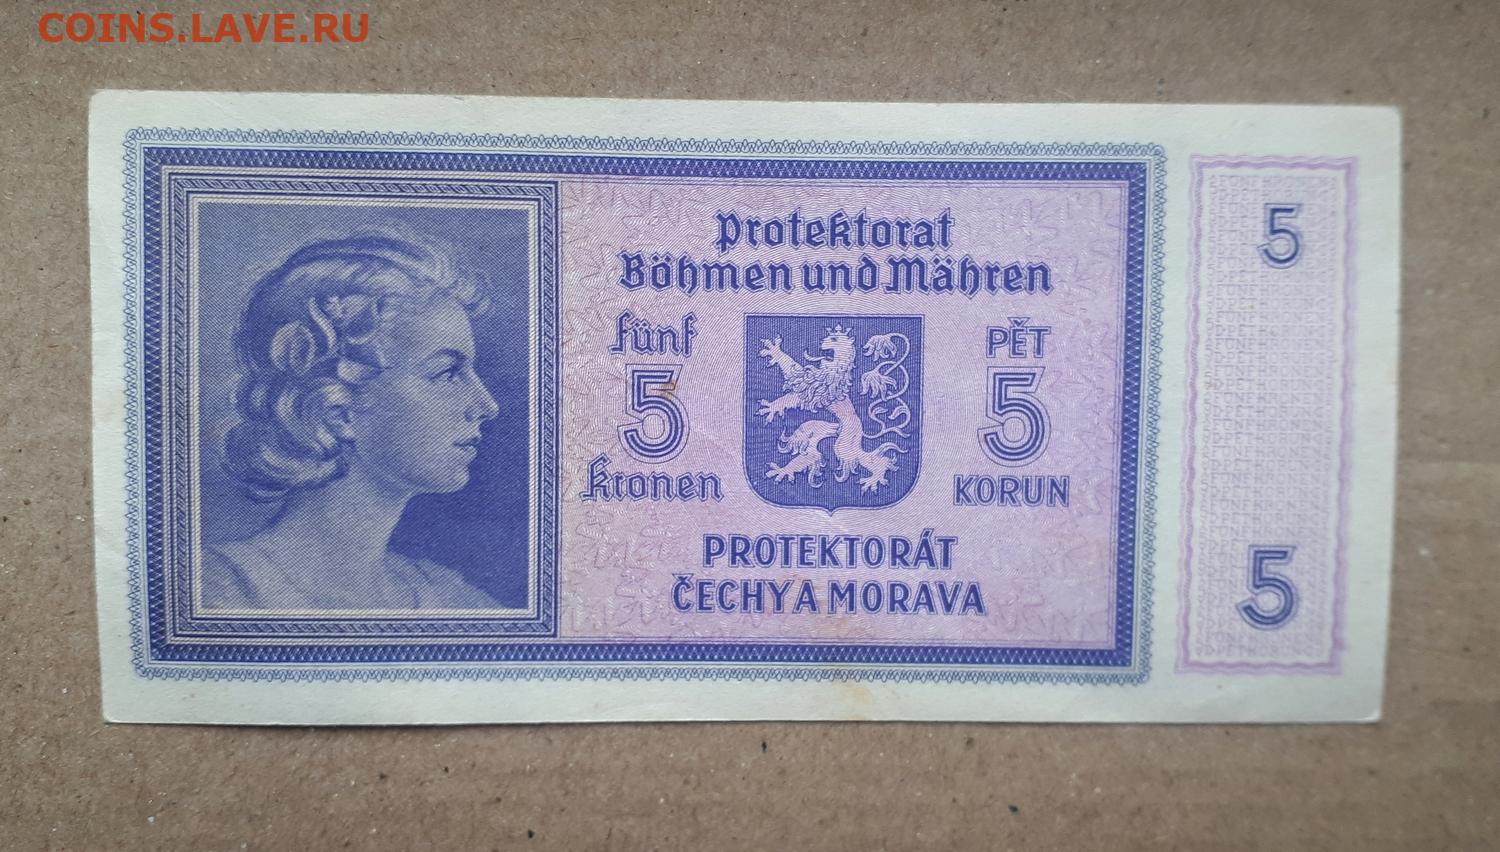 COINS.LAVE.RU
Protektorat
Böhmen und Mähren
fünf
5
Kronen
PĚT
5
KORUN
PROTEKTORÁT
ČECHY A MORAVA
5
5